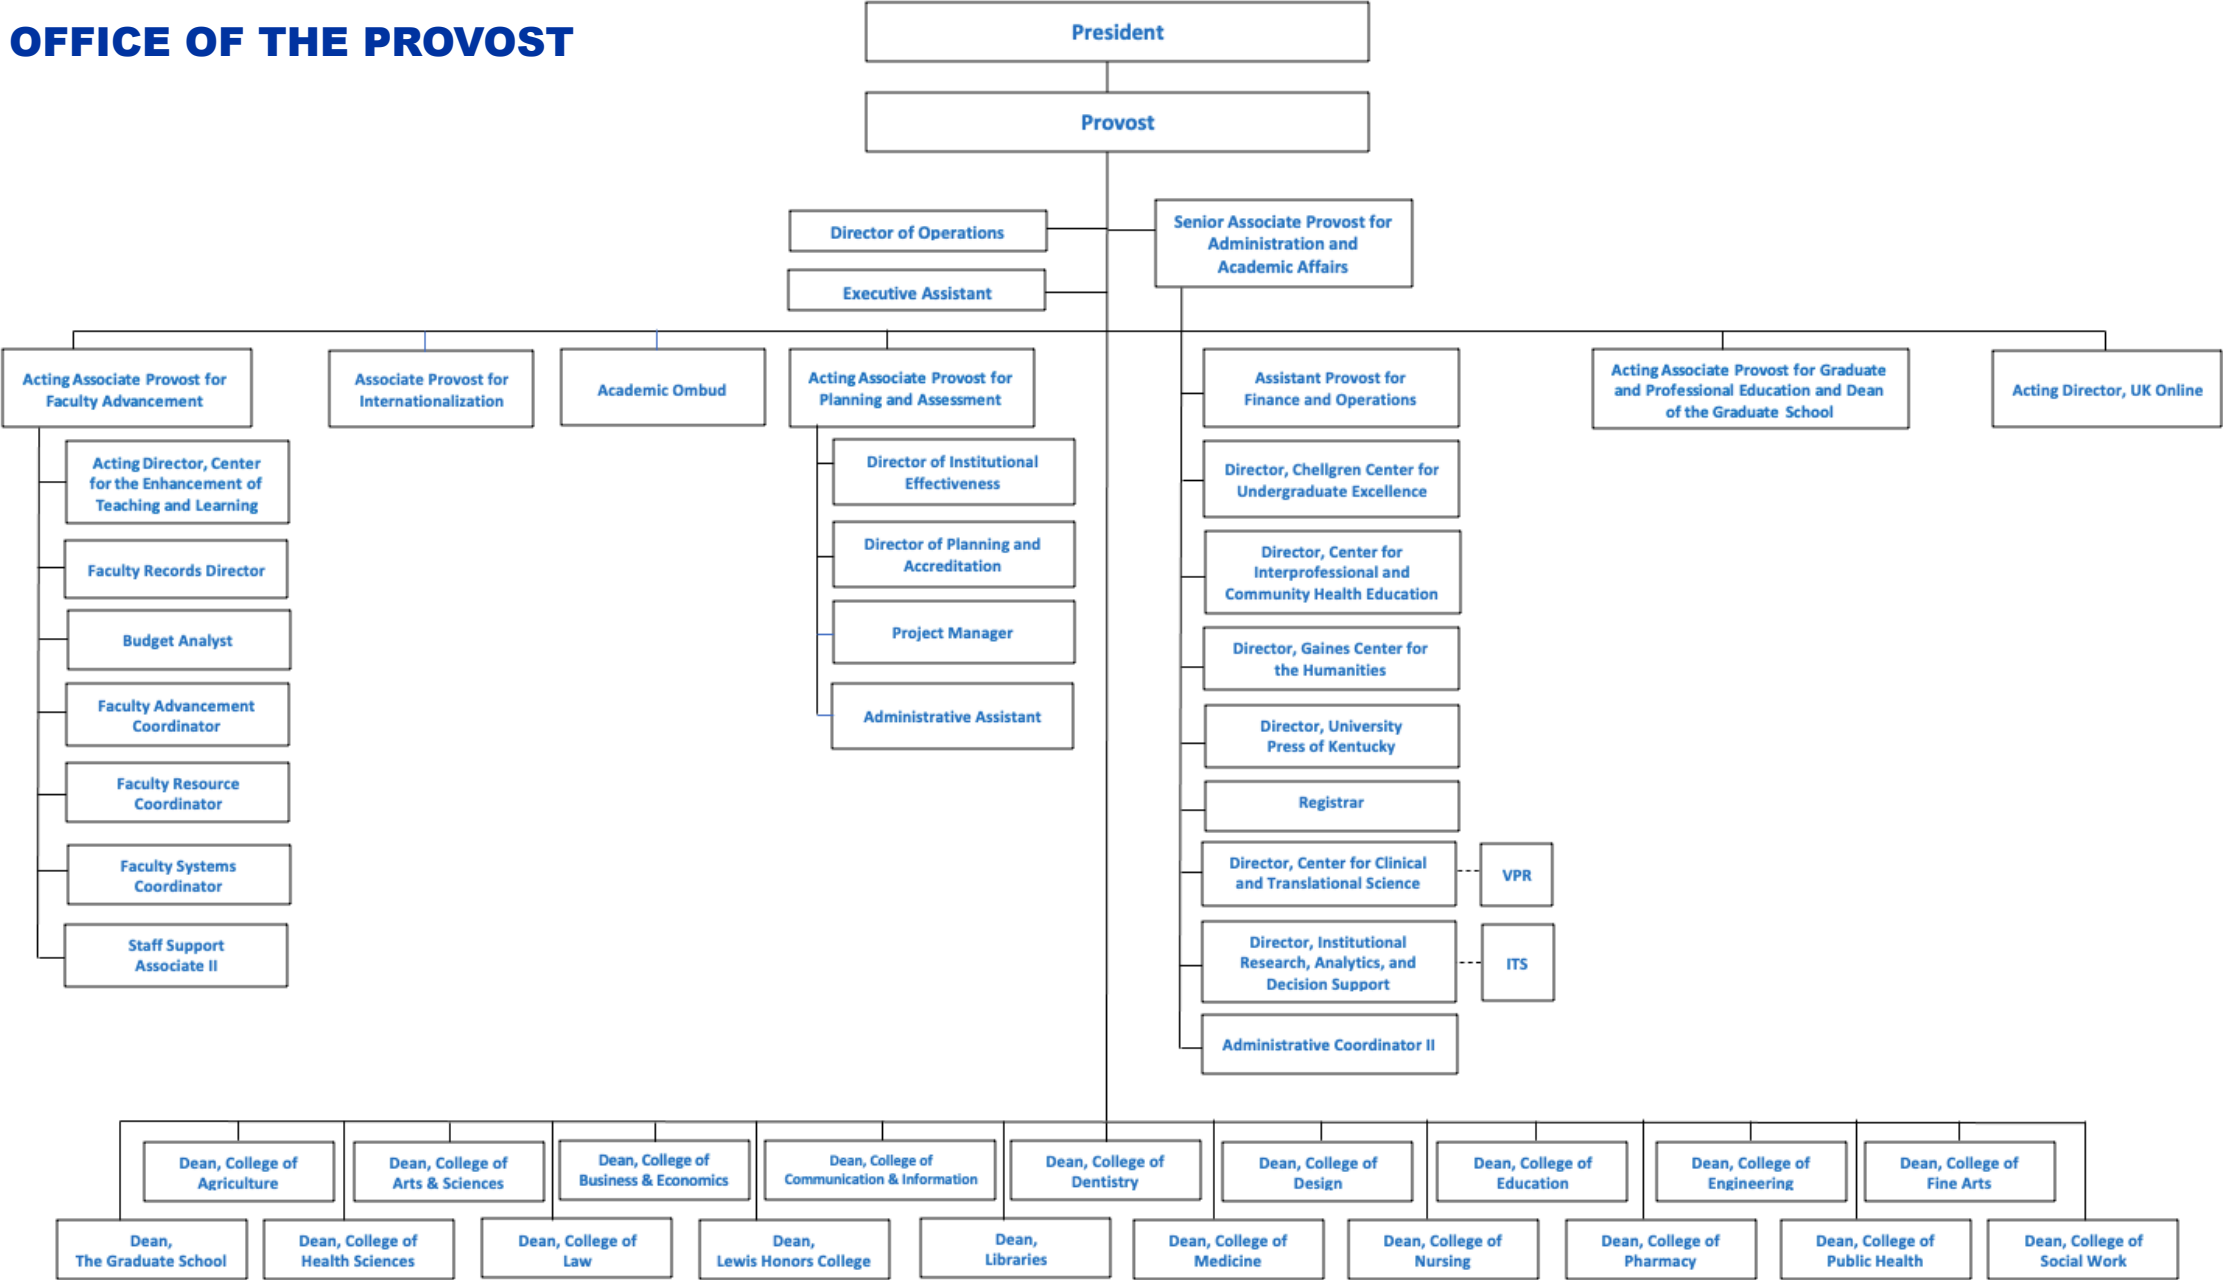 OFFICE OF THE PROVOST
President
Provost
Director of Operations
Senior Associate Provost for
Administration and
Academic Affairs
Executive Assistant
Acting Associate Provost for
Faculty Advancement
Associate Provost for
Internationalization
Academic Ombud
Acting Associate Provost for
Planning and Assessment
Assistant Provost for
Finance and Operations
Acting Associate Provost for Graduate
and Professional Education and Dean
of the Graduate School
Acting Director, UK Online
Acting Director, Center
for the Enhancement of
Teaching and Learning
Faculty Records Director
Budget Analyst
Faculty Advancement
Coordinator
Faculty Resource
Coordinator
Faculty Systems
Coordinator
Staff Support
Associate II
Director of Institutional
Effectiveness
Director of Planning and
Accreditation
Project Manager
Administrative Assistant
Director, Chellgren Center for
Undergraduate Excellence
Director, Center for
Interprofessional and
Community Health Education
Director, Gaines Center for
the Humanities
Director, University
Press of Kentucky
Registrar
Director, Center for Clinical
and Translational Science
VPR
Director, Institutional
Research, Analytics, and
Decision Support
ITS
Administrative Coordinator II
Dean, College of
Agriculture
Dean, College of
Arts & Sciences
Dean, College of
Business & Economics
Dean, College of
Communication & Information
Dean, College of
Dentistry
Dean, College of
Design
Dean, College of
Education
Dean, College of
Engineering
Dean, College of
Fine Arts
Dean,
The Graduate School
Dean, College of
Health Sciences
Dean, College of
Law
Dean,
Lewis Honors College
Dean,
Libraries
Dean, College of
Medicine
Dean, College of
Nursing
Dean, College of
Pharmacy
Dean, College of
Public Health
Dean, College of
Social Work